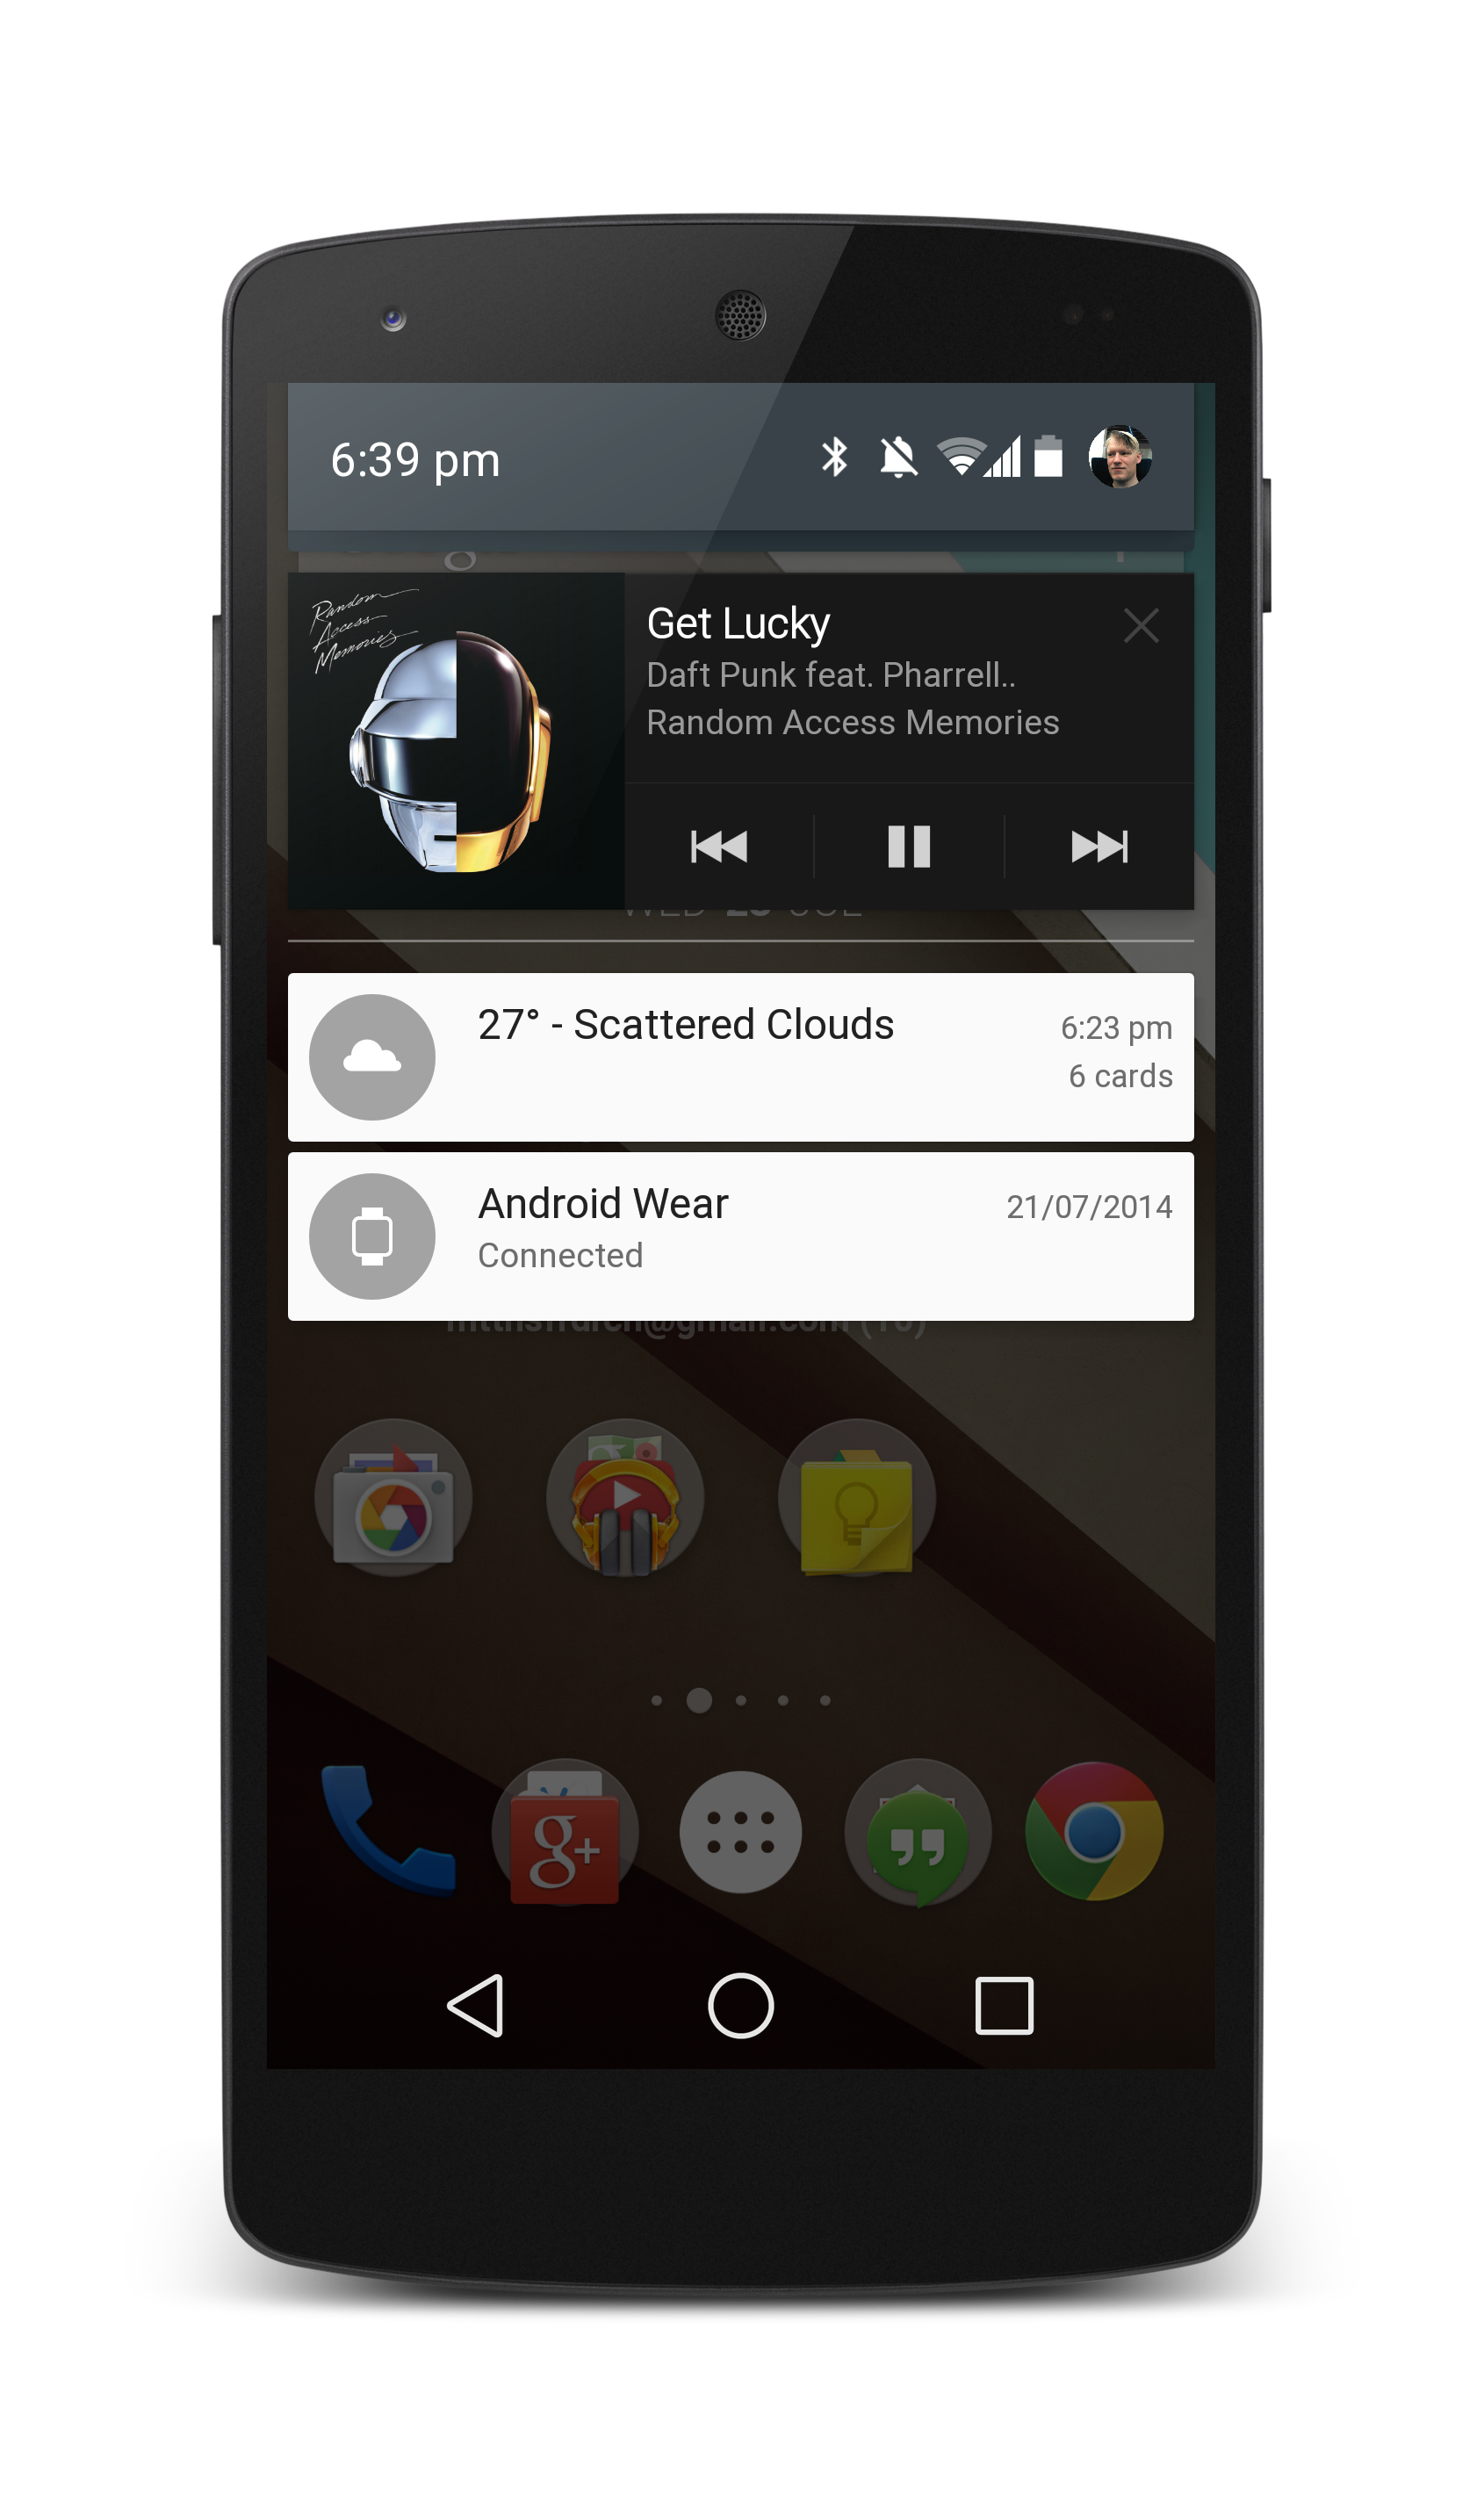 6:39 pm
Random
Access
Memories
Get Lucky
Daft Punk feat. Pharrell..
Random Access Memories
27° - Scattered Clouds
6:23 pm
6 cards
Android Wear
21/07/2014
Connected
g+